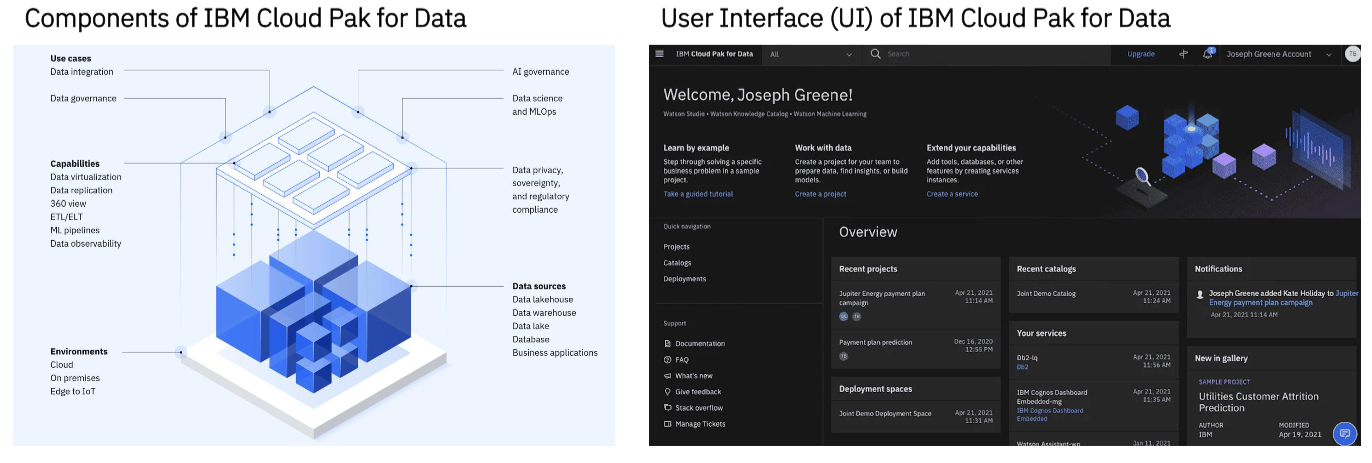 Components of IBM Cloud Pak for Data
Use cases
Data integration
Data governance
AI governance
Data science
and MLOps
Capabilities
Data virtualization
Data replication
360 view
ETL/ELT
ML pipelines
Data observability
Data privacy,
sovereignty,
and regulatory
compliance
Data sources
Data lakehouse
Data warehouse
Data lake
Database
Business applications
Environments
Cloud
On premises
Edge to IoT
User Interface (UI) of IBM Cloud Pak for Data
IBM Cloud Pak for Data
All
Search
Upgrade
Joseph Greene Account
TB
Welcome, Joseph Greene!
Watson Studio • Watson Knowledge Catalog • Watson Machine Learning
Learn by example
Step through solving a specific
business problem in a sample
project.
Take a guided tutorial
Work with data
Create a project for your team to
prepare data, find insights, or build
models.
Create a project
Extend your capabilities
Add tools, databases, or other
features by creating services
instances.
Create a service
Quick navigation
Projects
Catalogs
Deployments
Support
Documentation
FAQ
What's new
Give feedback
Stack overflow
Manage Tickets
Overview
Recent projects
Jupiter Energy payment plan
campaign
Apr 21, 2021
11:14 AM
Payment plan prediction
Dec 16, 2020
12:55 PM
TB
Deployment spaces
Joint Demo Deployment Space
Apr 21, 2021
11:31 AM
Recent catalogs
Joint Demo Catalog
Apr 21, 2021
11:24 AM
Your services
Db2-lq
Db2
Apr 21, 2021
11:56 AM
IBM Cognos Dashboard
Embedded-mg
IBM Cognos Dashboard
Embedded
Apr 21, 2021
11:35 AM
Watson Assistant-wp
Jan 11, 2021
Notifications
Joseph Greene added Kate Holiday to Jupiter
Energy payment plan campaign
Apr 21, 2021 11:14 AM
New in gallery
SAMPLE PROJECT
Utilities Customer Attrition
Prediction
AUTHOR
IBM
MODIFIED
Apr 19, 2021